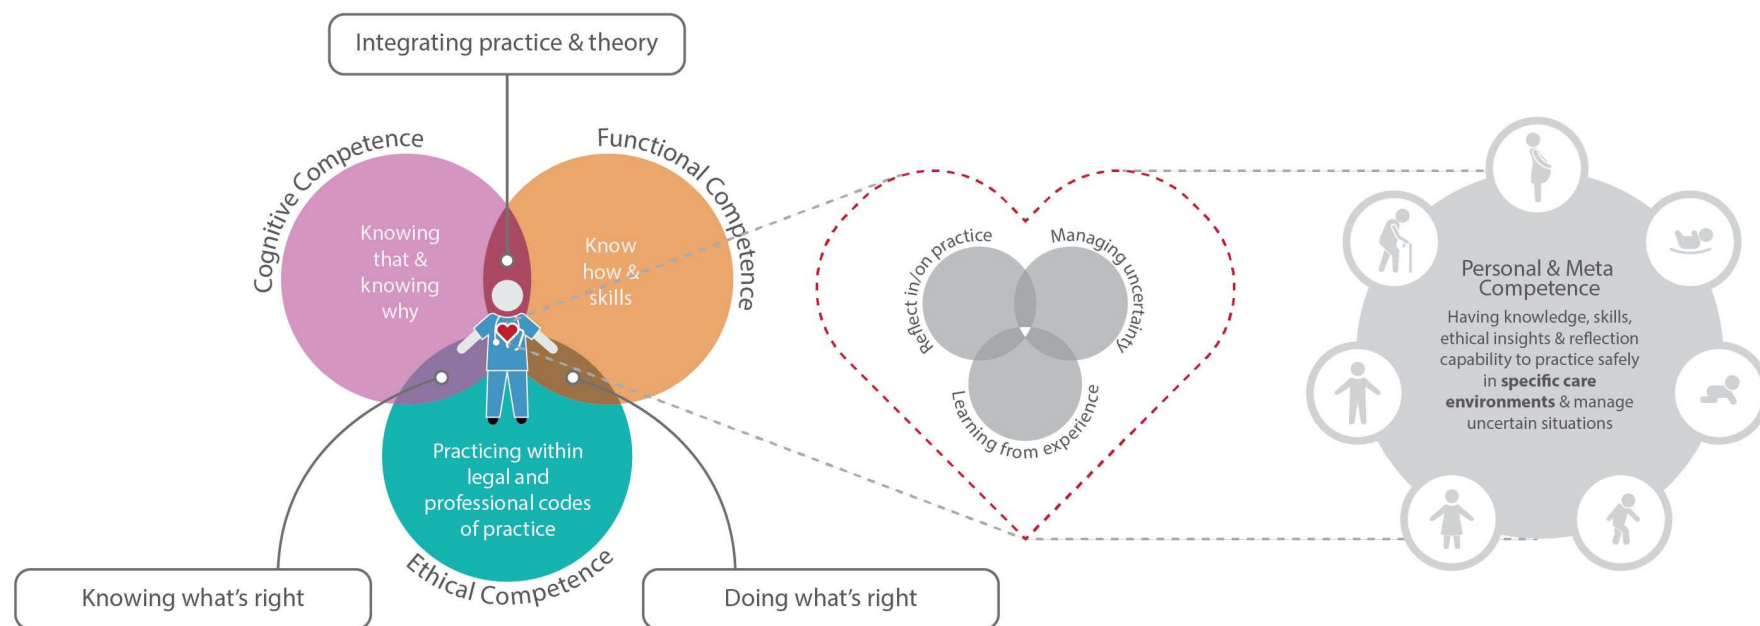 Integrating practice & theory
Cognitive Competence
Functional Competence
Knowing
that &
knowing
why
Know
how &
skills
Practicing within
legal and
professional codes
of practice
Ethical Competence
Knowing what's right
Doing what's right
Reflect in/on practice
Managing uncertainty
Learning from experience
Personal & Meta
Competence
Having knowledge, skills,
ethical insights & reflection
capability to practice safely
in specific care
environments & manage
uncertain situations